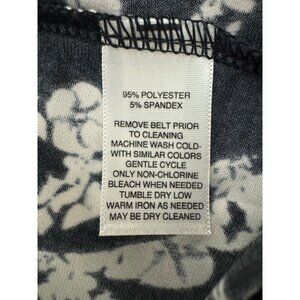 95% POLYESTER
5% SPANDEX
REMOVE BELT PRIOR
TO CLEANING
MACHINE WASH COLD-
WITH SIMILAR COLORS
GENTLE CYCLE
ONLY NON-CHLORINE
BLEACH WHEN NEEDED
TUMBLE DRY LOW
WARM IRON AS NEEDED
MAY BE DRY CLEANED